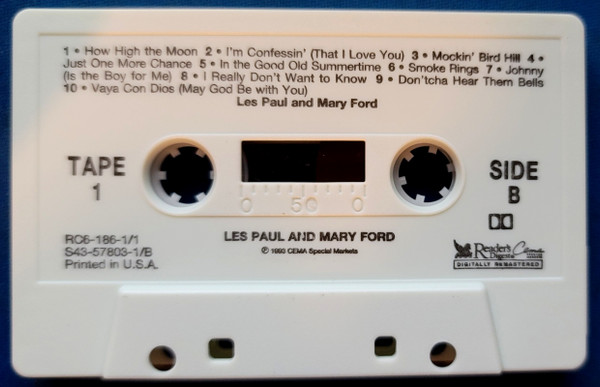 1 • How High the Moon 2 • I'm Confessin' (That I Love You) 3 • Mockin' Bird Hill 4 •
Just One More Chance 5 • In the Good Old Summertime 6 • Smoke Rings 7 • Johnny
(Is the Boy for Me) 8 • I Really Don't Want to Know 9 • Don'tcha Hear Them Bells
10 • Vaya Con Dios (May God Be with You)
Les Paul and Mary Ford
TAPE
1
SIDE
B
0 50 0
RC6-186-1/1
S43-57803-1/B
Printed in U.S.A.
LES PAUL AND MARY FORD
℗ 1993 CEMA Special Markets
Reader's
Digest
Cema
DIGITALLY REMASTERED